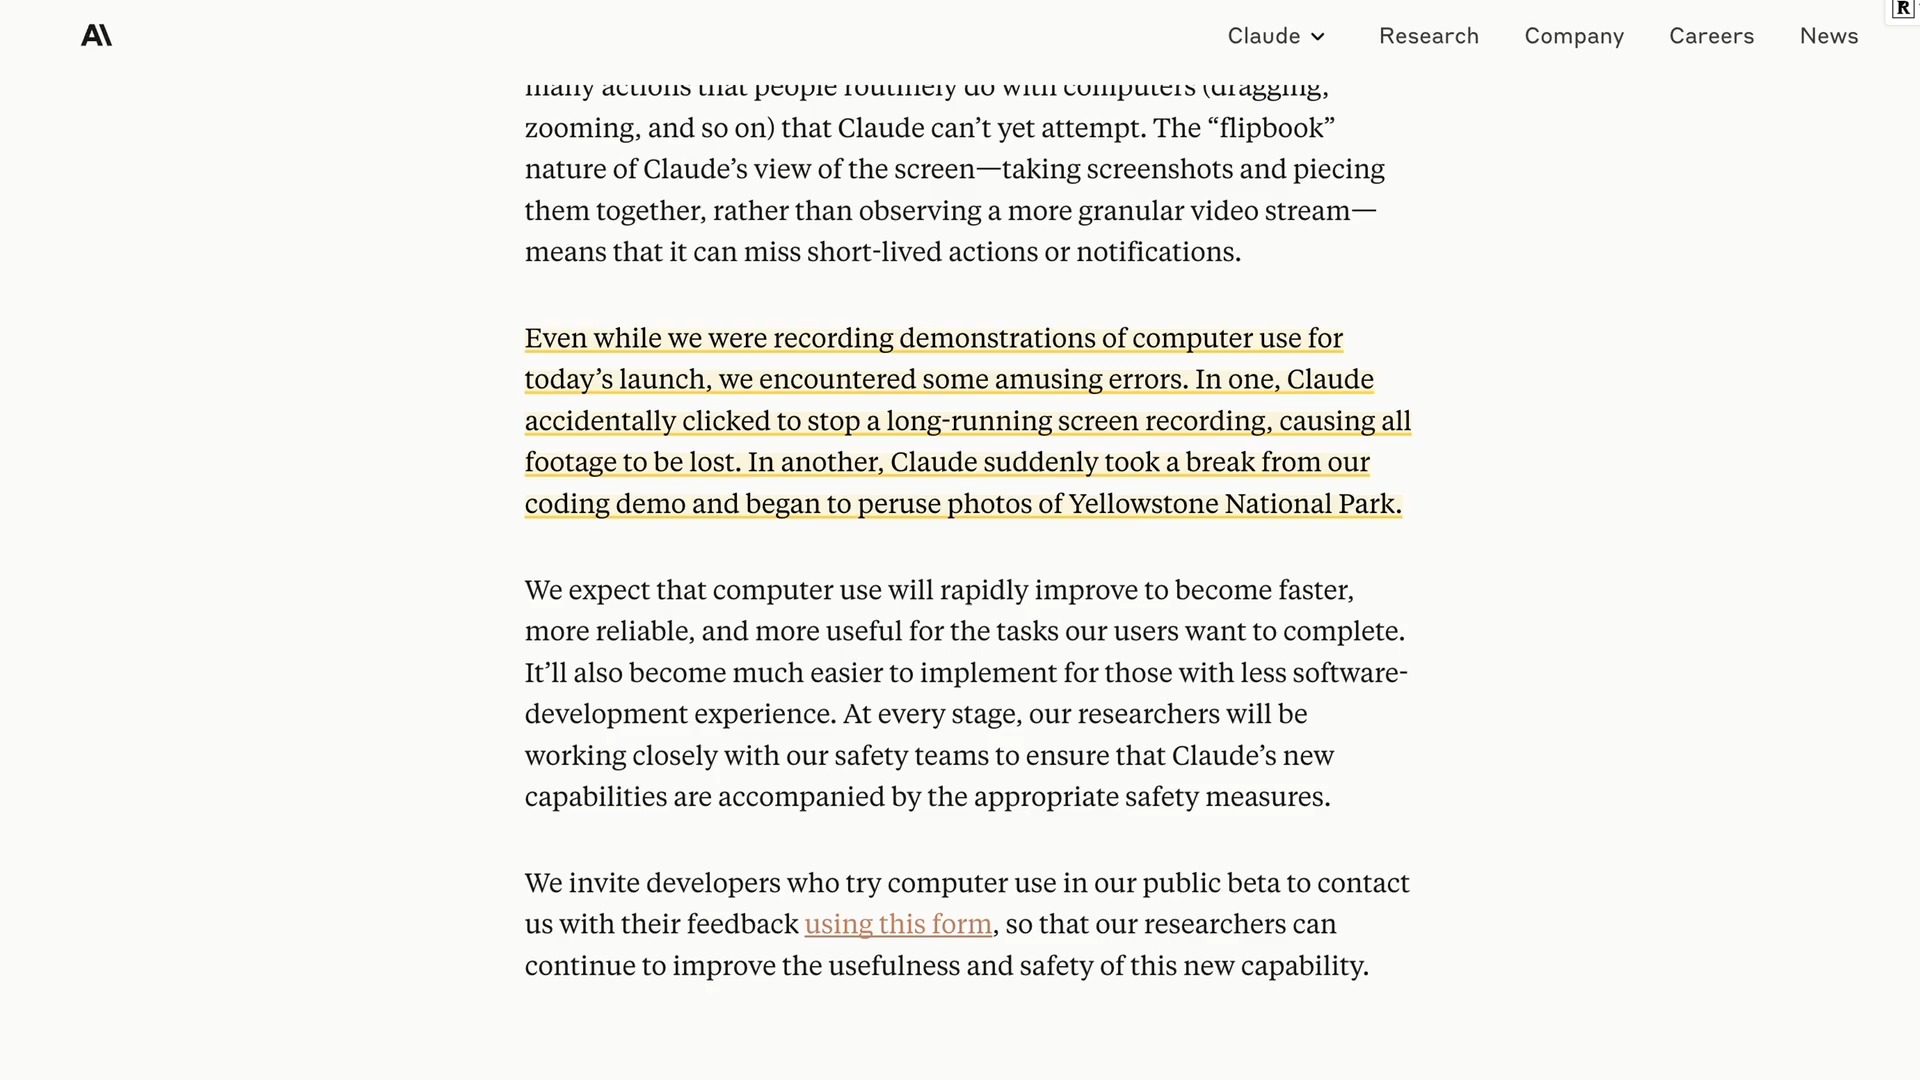 Claude
Research
Company
Careers
News
R
many actions that people routinely do with computers (dragging,
zooming, and so on) that Claude can’t yet attempt. The “flipbook”
nature of Claude’s view of the screen—taking screenshots and piecing
them together, rather than observing a more granular video stream—
means that it can miss short-lived actions or notifications.
Even while we were recording demonstrations of computer use for
today’s launch, we encountered some amusing errors. In one, Claude
accidentally clicked to stop a long-running screen recording, causing all
footage to be lost. In another, Claude suddenly took a break from our
coding demo and began to peruse photos of Yellowstone National Park.
We expect that computer use will rapidly improve to become faster,
more reliable, and more useful for the tasks our users want to complete.
It’ll also become much easier to implement for those with less software-
development experience. At every stage, our researchers will be
working closely with our safety teams to ensure that Claude’s new
capabilities are accompanied by the appropriate safety measures.
We invite developers who try computer use in our public beta to contact
us with their feedback using this form, so that our researchers can
continue to improve the usefulness and safety of this new capability.